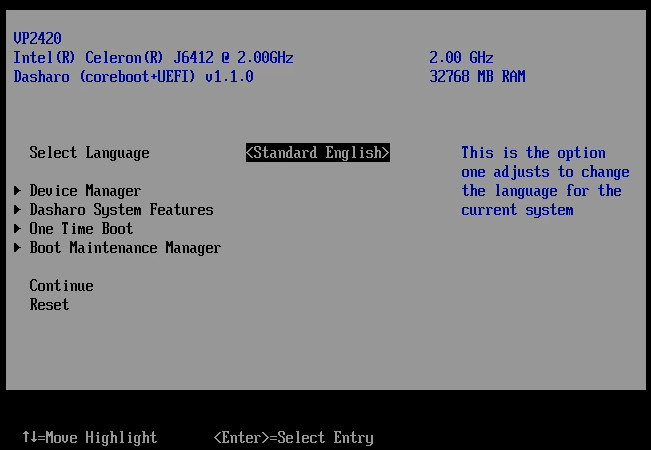 VP2420
Intel(R) Celeron(R) J6412 @ 2.00GHz 2.00 GHz
Dasharo (coreboot+UEFI) v1.1.0 32768 MB RAM
Select Language <Standard English> This is the option
one adjusts to change
▶ Device Manager the language for the
▶ Dasharo System Features current system
▶ One Time Boot
▶ Boot Maintenance Manager
Continue
Reset
↑↓=Move Highlight <Enter>=Select Entry